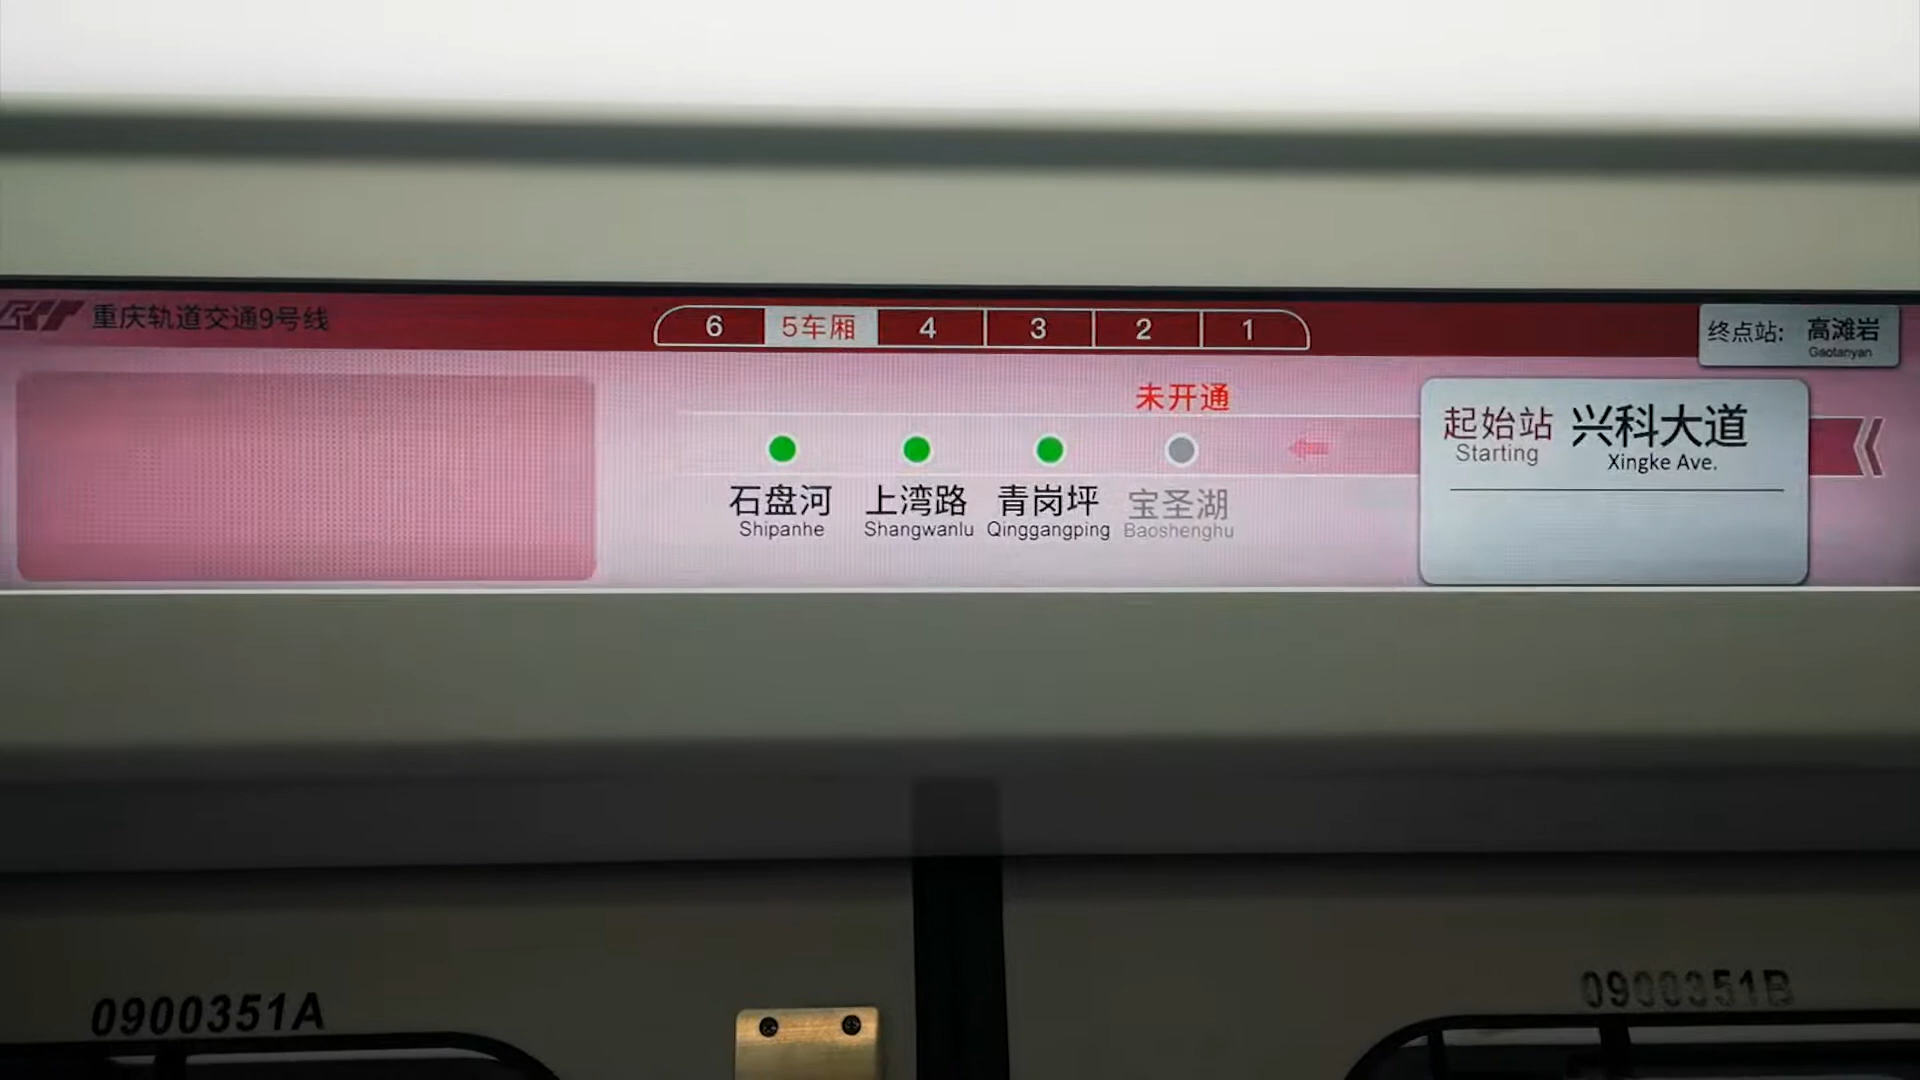 CRT 重庆轨道交通9号线
6 5车厢 4 3 2 1
终点站: 高滩岩
Gaotanyan
未开通
起始站 兴科大道
Starting Xingke Ave.
石盘河 上湾路 青岗坪 宝圣湖
Shipanhe Shangwanlu Qinggangping Baoshenghu
0900351A
0900351B